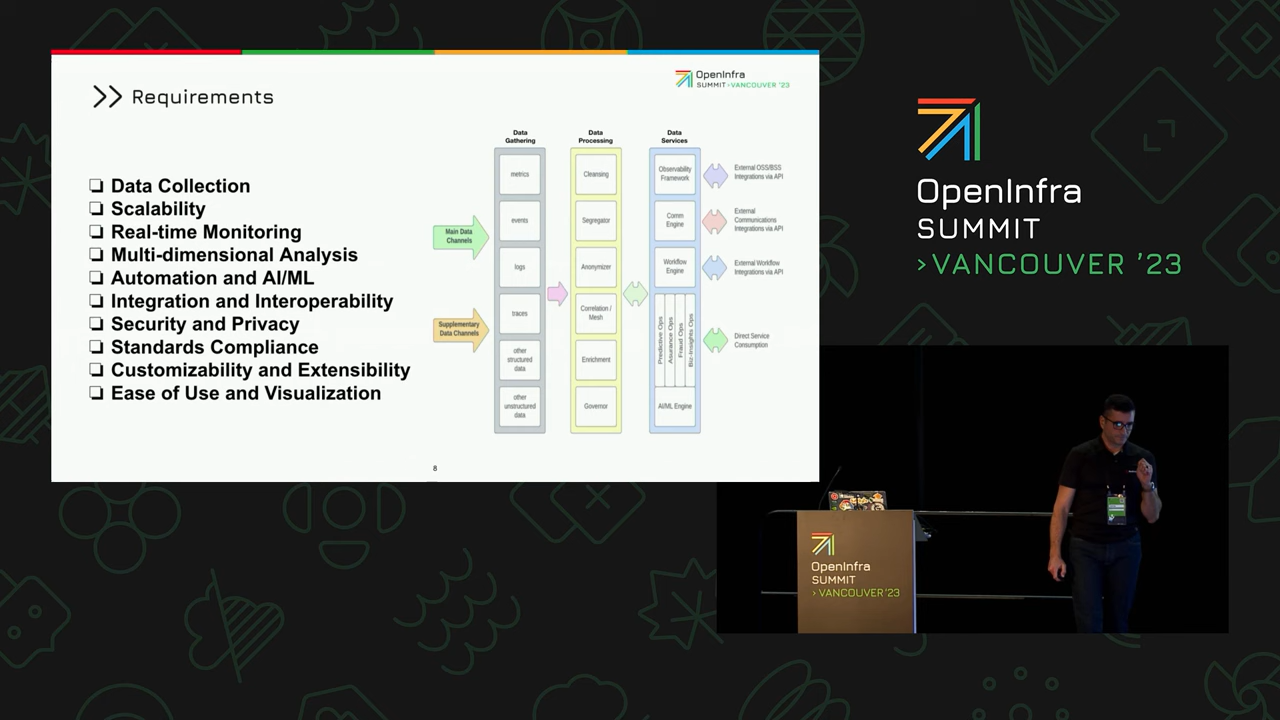 Requirements
OpenInfra
SUMMIT >VANCOUVER '23
❏ Data Collection
❏ Scalability
❏ Real-time Monitoring
❏ Multi-dimensional Analysis
❏ Automation and AI/ML
❏ Integration and Interoperability
❏ Security and Privacy
❏ Standards Compliance
❏ Customizability and Extensibility
❏ Ease of Use and Visualization
Main Data
Channels
Supplementary
Data Channels
Data
Gathering
metrics
events
logs
traces
other
structured
data
other
unstructured
data
Data
Processing
Cleansing
Segregator
Anonymizer
Correlation /
Mesh
Enrichment
Governor
Data
Services
Observability
Framework
Comm
Engine
Workflow
Engine
Predictive Ops
Asurance Ops
Fraud Ops
Biz-Insights Ops
AI/ML Engine
External OSS/BSS
Integrations via API
External
Communications
Integrations via API
External Workflow
Integrations via API
Direct Service
Consumption
8
OpenInfra
SUMMIT
>VANCOUVER '23
OpenInfra
SUMMIT
>VANCOUVER '23